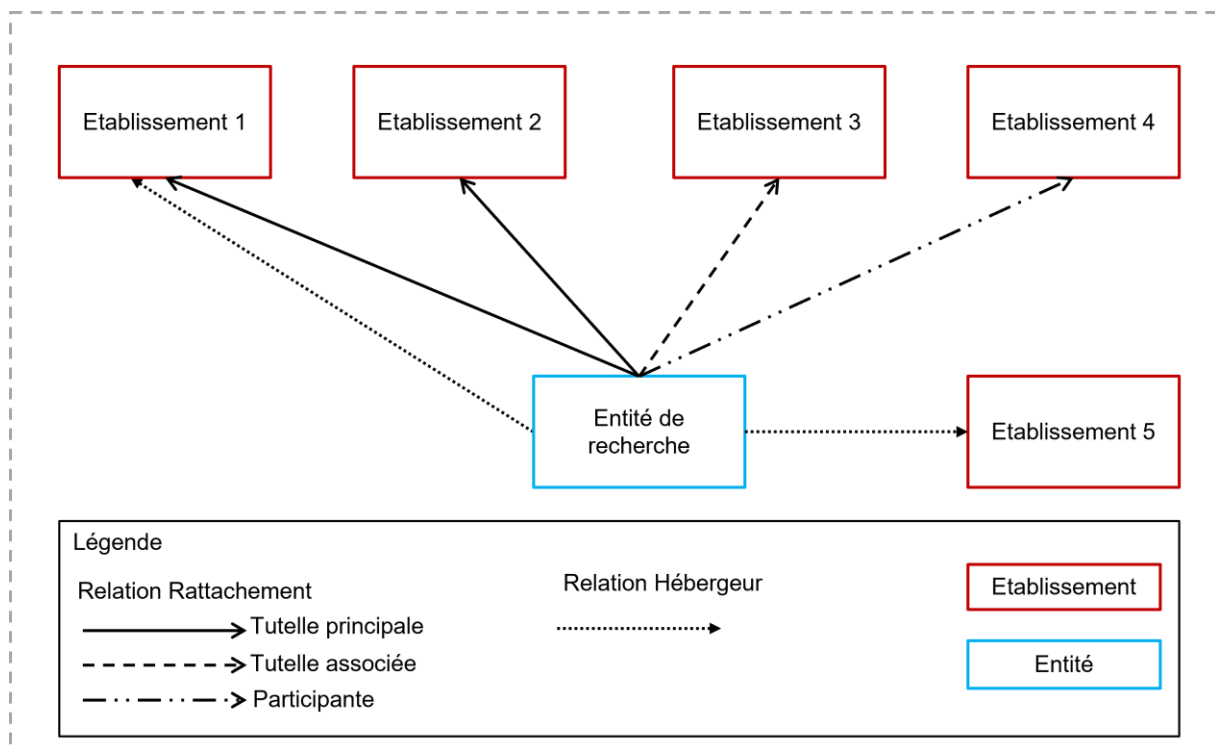 Etablissement 1
Etablissement 2
Etablissement 3
Etablissement 4
Entité de
recherche
Etablissement 5
Légende
Relation Rattachement
Tutelle principale
Tutelle associée
Participante
Relation Hébergeur
Etablissement
Entité